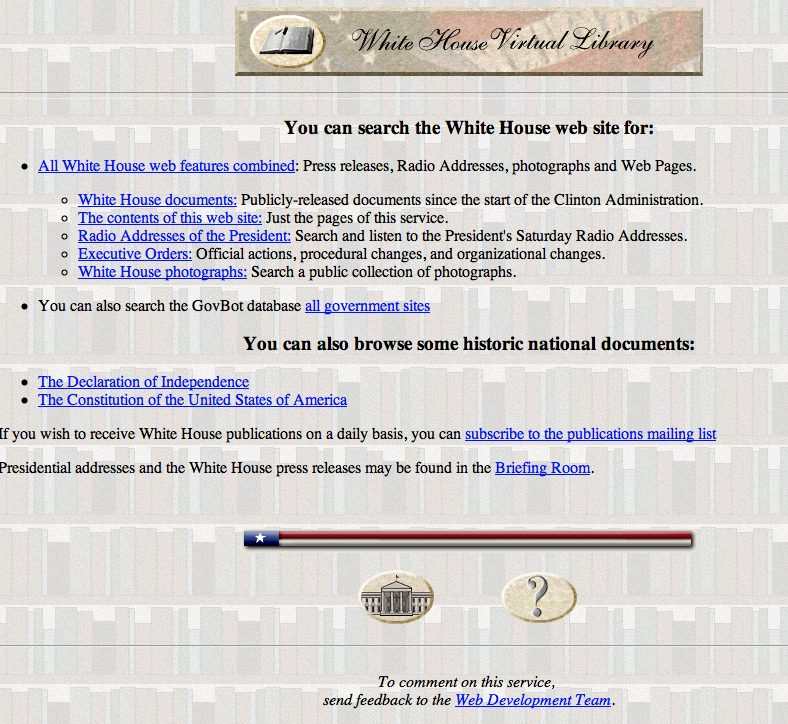 White House Virtual Library
You can search the White House web site for:
All White House web features combined: Press releases, Radio Addresses, photographs and Web Pages.
White House documents: Publicly-released documents since the start of the Clinton Administration.
The contents of this web site: Just the pages of this service.
Radio Addresses of the President: Search and listen to the President's Saturday Radio Addresses.
Executive Orders: Official actions, procedural changes, and organizational changes.
White House photographs: Search a public collection of photographs.
You can also search the GovBot database all government sites
You can also browse some historic national documents:
The Declaration of Independence
The Constitution of the United States of America
If you wish to receive White House publications on a daily basis, you can subscribe to the publications mailing list
Presidential addresses and the White House press releases may be found in the Briefing Room.
?
To comment on this service,
send feedback to the Web Development Team.